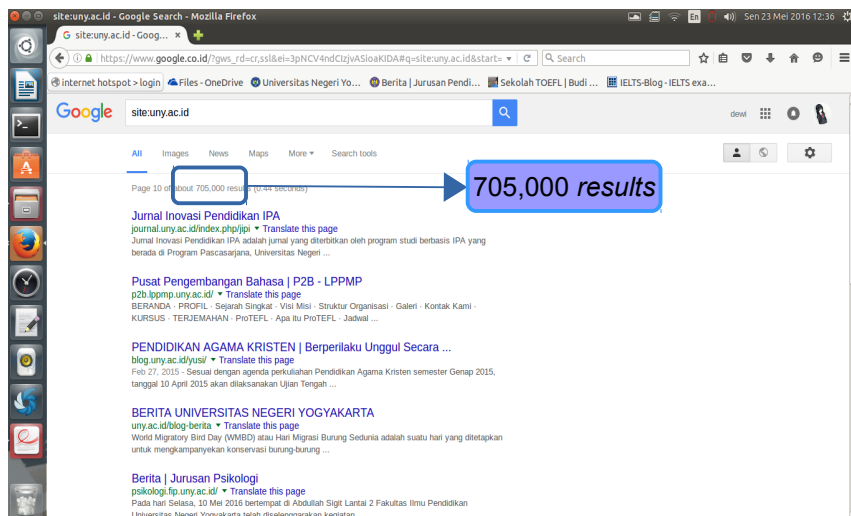 site:uny.ac.id - Google Search - Mozilla Firefox
En
Sen 23 Mei 2016 12:36
G site:uny.ac.id - Goog... ×
https://www.google.co.id/?gws_rd=cr,ssl&ei=3pNCV4ndCIzjvASioaKIDA#q=site:uny.ac.id&start=
Search
internet hotspot > login
Files - OneDrive
Universitas Negeri Yo...
Berita | Jurusan Pendi...
Sekolah TOEFL | Budi ...
IELTS-Blog - IELTS exa...
Google
site:uny.ac.id
dewi
All Images News Maps More Search tools
Page 10 of about 705,000 results (0.44 seconds)
705,000 results
Jurnal Inovasi Pendidikan IPA
journal.uny.ac.id/index.php/jipi Translate this page
Jurnal Inovasi Pendidikan IPA adalah jurnal yang diterbitkan oleh program studi berbasis IPA yang
berada di Program Pascasarjana, Universitas Negeri ...
Pusat Pengembangan Bahasa | P2B - LPPMP
p2b.lppmp.uny.ac.id/ Translate this page
BERANDA · PROFIL · Sejarah Singkat · Visi Misi · Struktur Organisasi · Galeri · Kontak Kami ·
KURSUS · TERJEMAHAN · ProTEFL · Apa Itu ProTEFL · Jadwal ...
PENDIDIKAN AGAMA KRISTEN | Berperilaku Unggul Secara ...
blog.uny.ac.id/yusi/ Translate this page
Feb 27, 2015 - Sesuai dengan agenda perkuliahan Pendidikan Agama Kristen semester Genap 2015,
tanggal 10 April 2015 akan dilaksanakan Ujian Tengah ...
BERITA UNIVERSITAS NEGERI YOGYAKARTA
uny.ac.id/blog-berita Translate this page
World Migratory Bird Day (WMBD) atau Hari Migrasi Burung Sedunia adalah suatu hari yang ditetapkan
untuk mengkampanyekan konservasi burung-burung ...
Berita | Jurusan Psikologi
psikologi.fip.uny.ac.id/ Translate this page
Pada hari Selasa, 10 Mei 2016 bertempat di Abdullah Sigit Lantai 2 Fakultas Ilmu Pendidikan
Universitas Negeri Yogyakarta telah diselenggarakan kegiatan